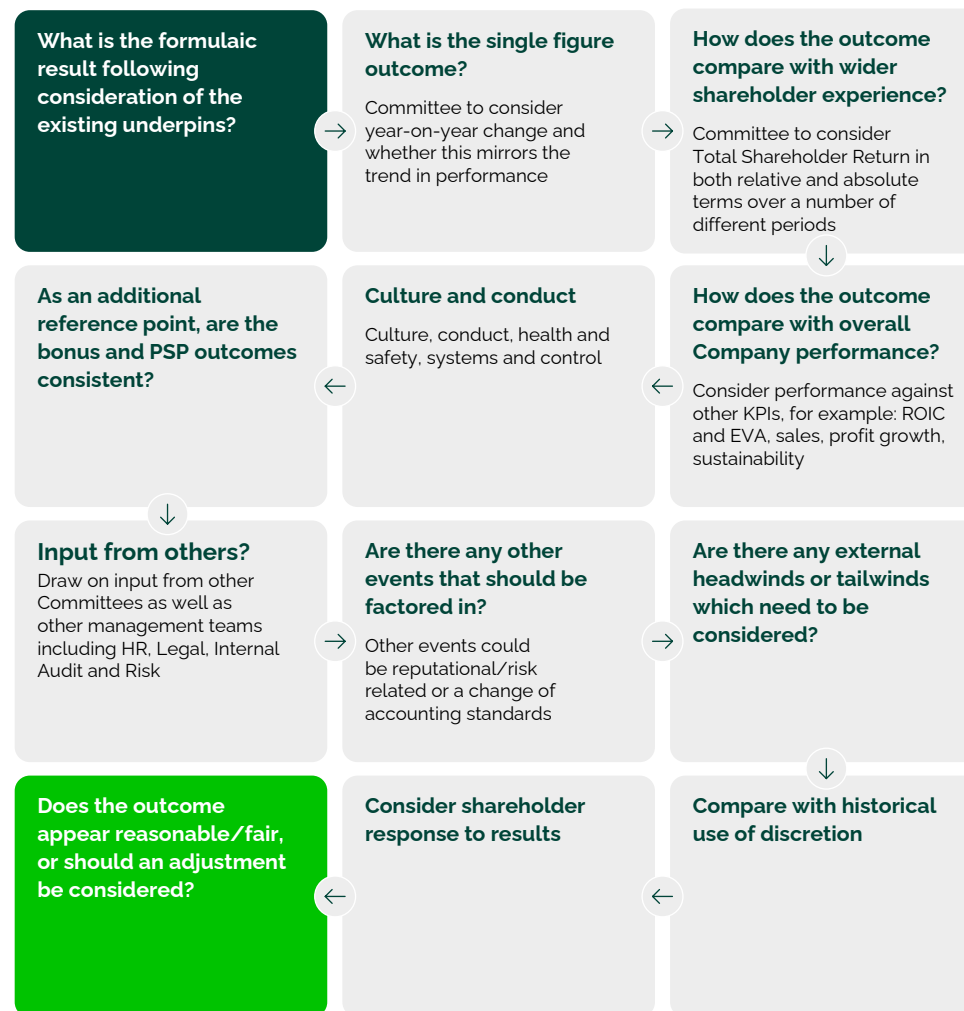 What is the formulaic
result following
consideration of the
existing underpins?
What is the single figure
outcome?
Committee to consider
year-on-year change and
whether this mirrors the
trend in performance
How does the outcome
compare with wider
shareholder experience?
Committee to consider
Total Shareholder Return in
both relative and absolute
terms over a number of
different periods
How does the outcome
compare with overall
Company performance?
Consider performance against
other KPIs, for example: ROIC
and EVA, sales, profit growth,
sustainability
Culture and conduct
Culture, conduct, health and
safety, systems and control
As an additional
reference point, are the
bonus and PSP outcomes
consistent?
Input from others?
Draw on input from other
Committees as well as
other management teams
including HR, Legal, Internal
Audit and Risk
Are there any other
events that should be
factored in?
Other events could
be reputational/risk
related or a change of
accounting standards
Are there any external
headwinds or tailwinds
which need to be
considered?
Compare with historical
use of discretion
Consider shareholder
response to results
Does the outcome
appear reasonable/fair,
or should an adjustment
be considered?